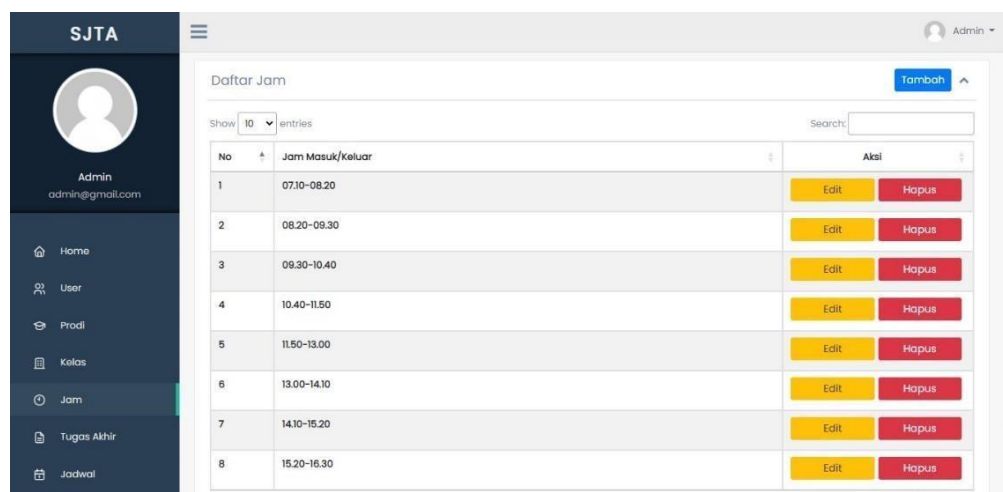 SJTA
Admin
Admin
admin@gmail.com
Home
User
Prodi
Kelas
Jam
Tugas Akhir
Jadwal
Daftar Jam
Tambah
Show 10 entries
Search:
No Jam Masuk/Keluar Aksi
1 07.10-08.20 Edit Hapus
2 08.20-09.30 Edit Hapus
3 09.30-10.40 Edit Hapus
4 10.40-11.50 Edit Hapus
5 11.50-13.00 Edit Hapus
6 13.00-14.10 Edit Hapus
7 14.10-15.20 Edit Hapus
8 15.20-16.30 Edit Hapus